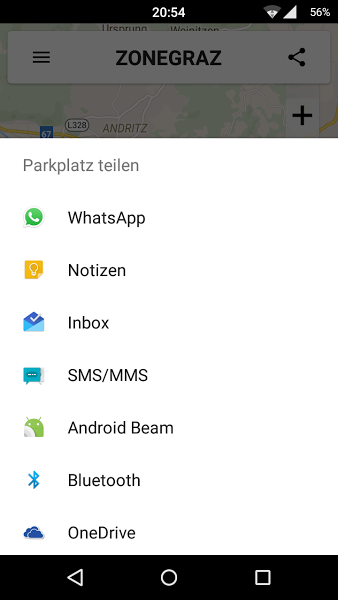 20:54
56%
Ursprung Weinitzen
ZONEGRAZ
L328
67
ANDRITZ
Parkplatz teilen
WhatsApp
Notizen
Inbox
SMS/MMS
Android Beam
Bluetooth
OneDrive